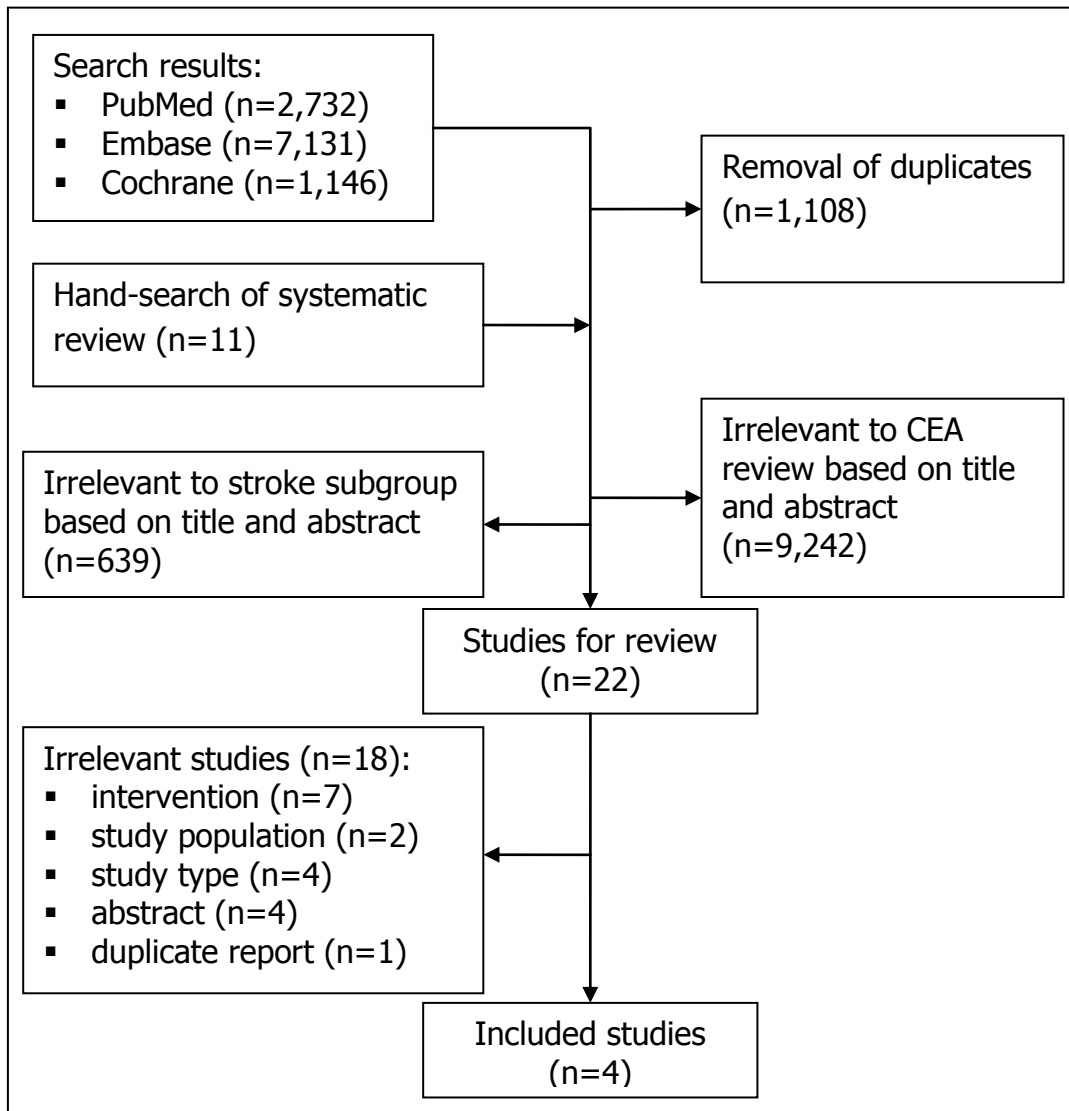 Search results:
▪ PubMed (n=2,732)
▪ Embase (n=7,131)
▪ Cochrane (n=1,146)
Removal of duplicates
(n=1,108)
Hand-search of systematic
review (n=11)
Irrelevant to CEA
review based on title
and abstract
(n=9,242)
Irrelevant to stroke subgroup
based on title and abstract
(n=639)
Studies for review
(n=22)
Irrelevant studies (n=18):
▪ intervention (n=7)
▪ study population (n=2)
▪ study type (n=4)
▪ abstract (n=4)
▪ duplicate report (n=1)
Included studies
(n=4)